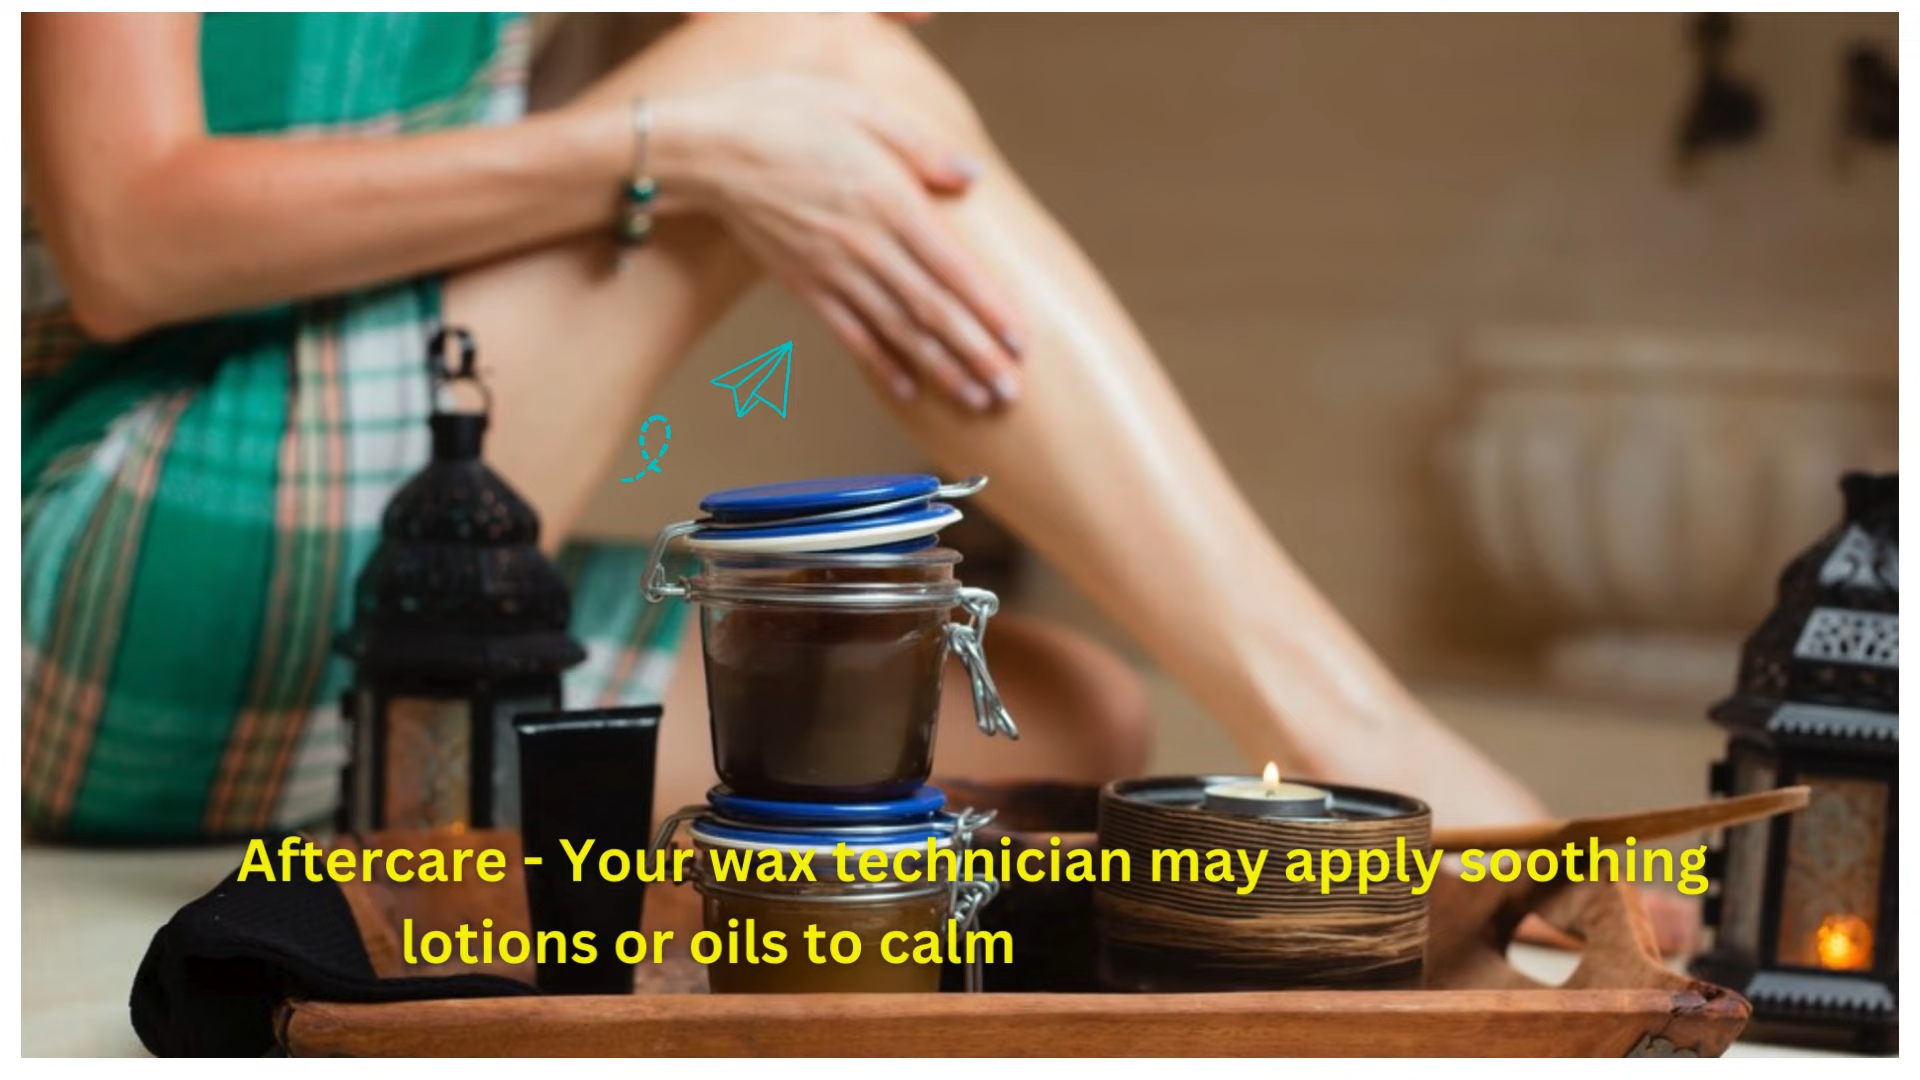 Aftercare - Your wax technician may apply soothing
lotions or oils to calm